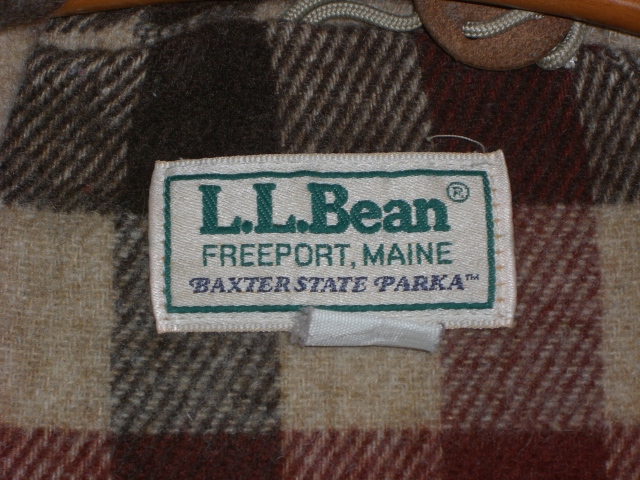 L.L.Bean®
FREEPORT, MAINE
BAXTER STATE PARKA™